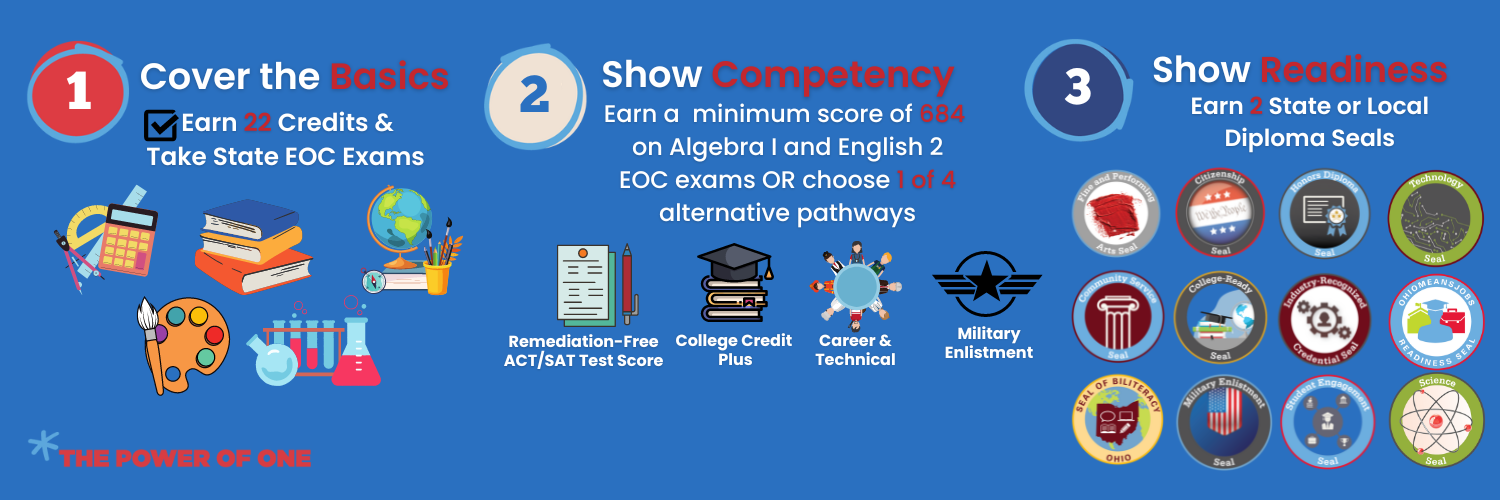 1
Cover the Basics
Earn 22 Credits &
Take State EOC Exams
THE POWER OF ONE
2
Show Competency
Earn a minimum score of 684
on Algebra I and English 2
EOC exams OR choose 1 of 4
alternative pathways
Remediation-Free
ACT/SAT Test Score
College Credit
Plus
Career &
Technical
Military
Enlistment
3
Show Readiness
Earn 2 State or Local
Diploma Seals
Fine and Performing
Arts Seal
Citizenship
We the People
Seal
Honors Diploma
Seal
Technology
Seal
Community Service
Seal
College-Ready
Seal
Industry-Recognized
Credential Seal
OHIOMEANSJOBS
READINESS SEAL
SEAL OF BILITERACY
OHIO
Military Enlistment
Seal
Student Engagement
Seal
Science
Seal